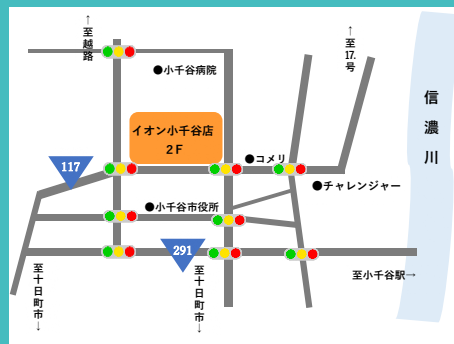 ←至越路
←至17.号
●小千谷病院
信濃川
イオン小千谷店
2F
117
●コメリ
●チャレンジャー
●小千谷市役所
291
至小千谷駅→
至十日町市→
至十日町市→